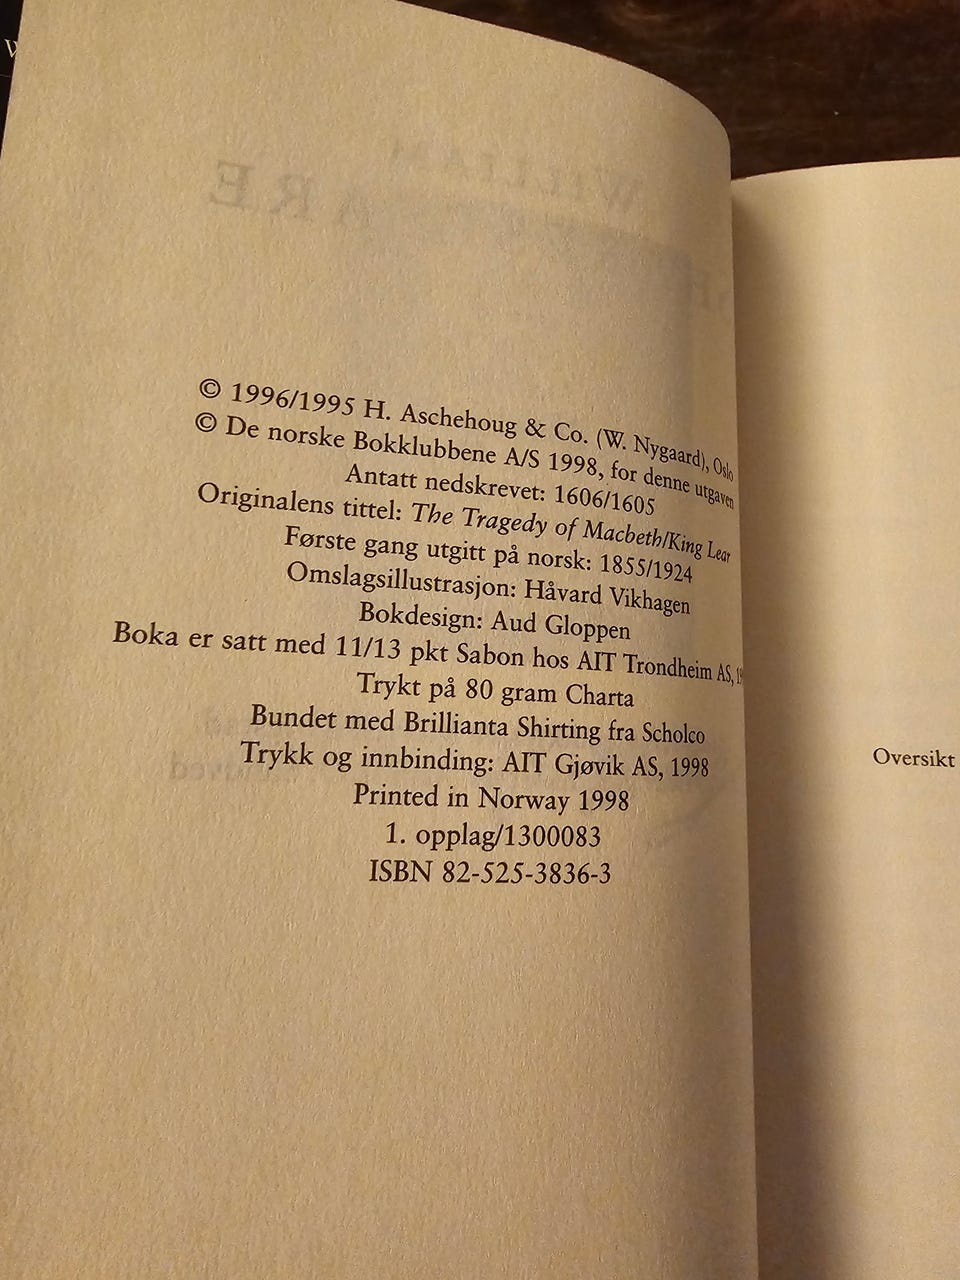 © 1996/1995 H. Aschehoug & Co. (W. Nygaard), Oslo
© De norske Bokklubbene A/S 1998, for denne utgaven
Antatt nedskrevet: 1606/1605
Originalens tittel: The Tragedy of Macbeth/King Lear
Første gang utgitt på norsk: 1855/1924
Omslagsillustrasjon: Håvard Vikhagen
Bokdesign: Aud Gloppen
Boka er satt med 11/13 pkt Sabon hos AIT Trondheim AS,
Trykt på 80 gram Charta
Bundet med Brillianta Shirting fra Scholco
Trykk og innbinding: AIT Gjøvik AS, 1998
Printed in Norway 1998
1. opplag/1300083
ISBN 82-525-3836-3
Oversikt